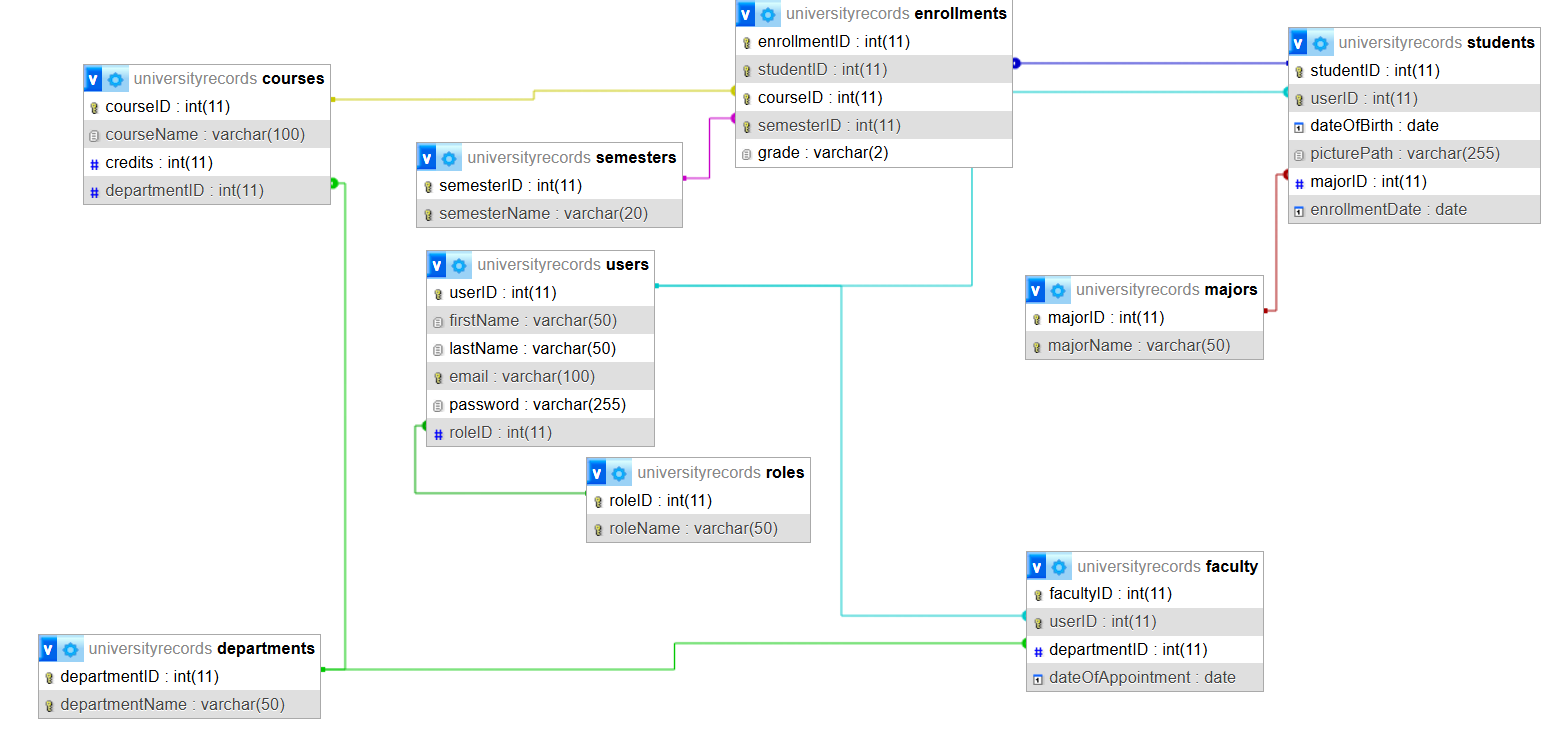 v universityrecords enrollments
enrollmentID : int(11)
studentID : int(11)
courseID : int(11)
semesterID : int(11)
grade : varchar(2)
v universityrecords students
studentID : int(11)
userID : int(11)
dateOfBirth : date
picturePath : varchar(255)
majorID : int(11)
enrollmentDate : date
v universityrecords courses
courseID : int(11)
courseName : varchar(100)
# credits : int(11)
# departmentID : int(11)
v universityrecords semesters
semesterID : int(11)
semesterName : varchar(20)
v universityrecords users
userID : int(11)
firstName : varchar(50)
lastName : varchar(50)
email : varchar(100)
password : varchar(255)
# roleID : int(11)
v universityrecords majors
majorID : int(11)
majorName : varchar(50)
v universityrecords roles
roleID : int(11)
roleName : varchar(50)
v universityrecords faculty
facultyID : int(11)
userID : int(11)
# departmentID : int(11)
dateOfAppointment : date
v universityrecords departments
departmentID : int(11)
departmentName : varchar(50)